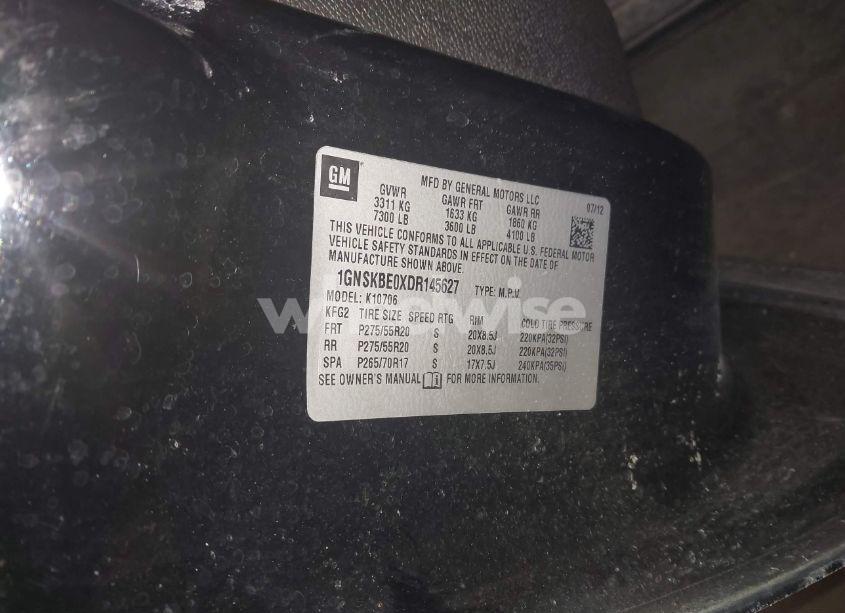 GM
MFD BY GENERAL MOTORS LLC
GVWR GAWR FRT GAWR RR 07/12
3311 KG 1633 KG 1860 KG
7300 LB 3600 LB 4100 LB
THIS VEHICLE CONFORMS TO ALL APPLICABLE U.S. FEDERAL MOTOR
VEHICLE SAFETY STANDARDS IN EFFECT ON THE DATE OF
MANUFACTURE SHOWN ABOVE.
1GNSKBE0XDR145627 TYPE: M.P.V.
MODEL: K10706
KFG2 TIRE SIZE SPEED RTG RIM COLD TIRE PRESSURE
FRT P275/55R20 S 20X8.5J 220KPA(32PSI)
RR P275/55R20 S 20X8.5J 220KPA(32PSI)
SPA P265/70R17 S 17X7.5J 240KPA(35PSI)
SEE OWNER'S MANUAL FOR MORE INFORMATION.